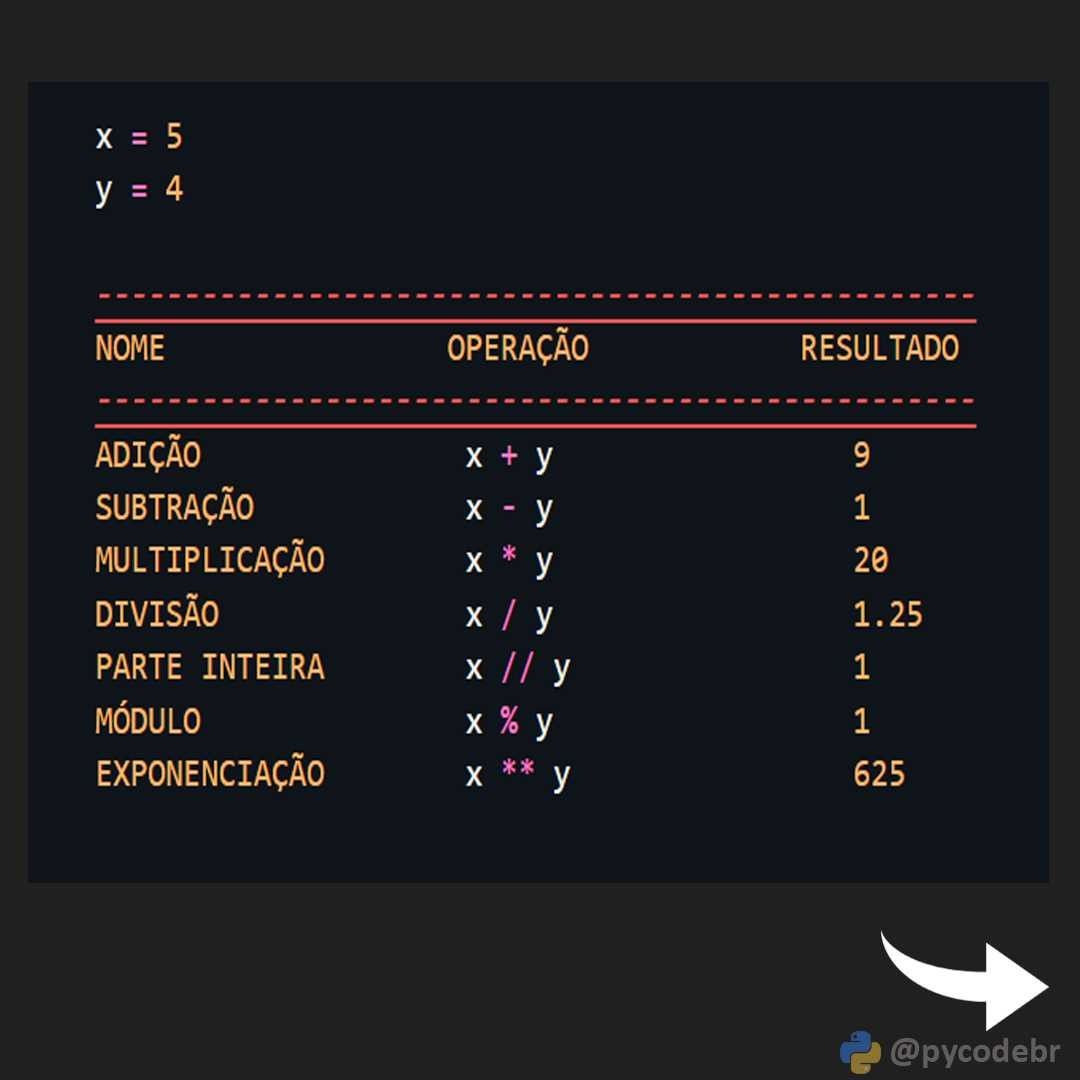 x = 5
y = 4
--------------------------------------------------
NOME OPERAÇÃO RESULTADO
--------------------------------------------------
ADIÇÃO x + y 9
SUBTRAÇÃO x - y 1
MULTIPLICAÇÃO x * y 20
DIVISÃO x / y 1.25
PARTE INTEIRA x // y 1
MÓDULO x % y 1
EXPONENCIAÇÃO x ** y 625
@pycodebr